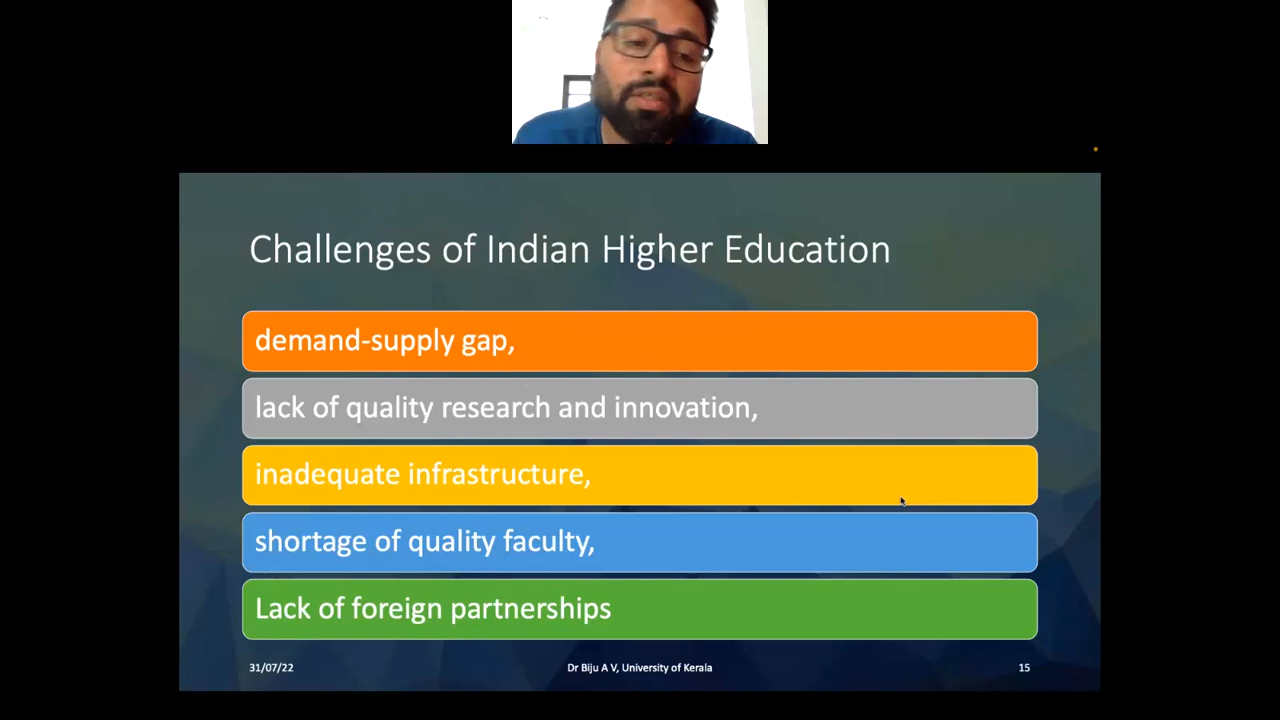 Challenges of Indian Higher Education
demand-supply gap,
lack of quality research and innovation,
inadequate infrastructure,
shortage of quality faculty,
Lack of foreign partnerships
31/07/22
Dr Biju A V, University of Kerala
15